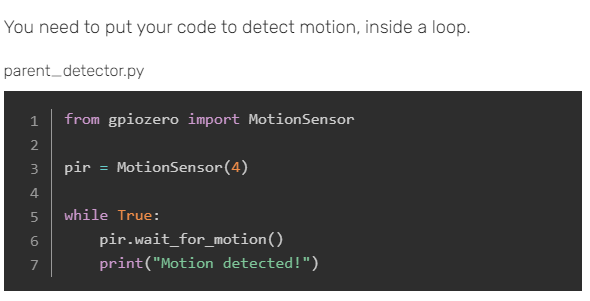 You need to put your code to detect motion, inside a loop.
parent_detector.py
1 from gpiozero import MotionSensor
2
3 pir = MotionSensor(4)
4
5 while True:
6     pir.wait_for_motion()
7     print("Motion detected!")